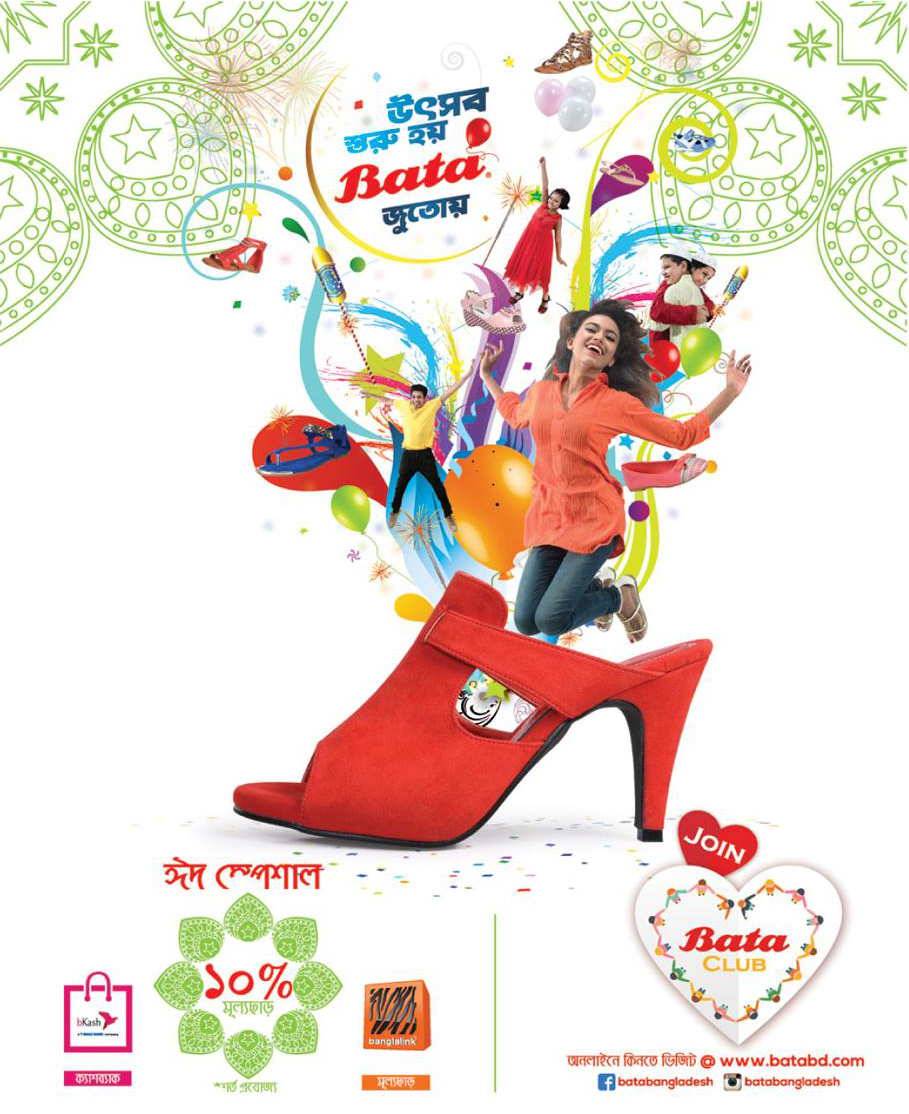 উৎসব
শুরু হয়
Bata
জুতোয়
ঈদ স্পেশাল
১০%
মূল্যছাড়
*শর্ত প্রযোজ্য
bKash
ক্যাশব্যাক
banglalink
মূল্যছাড়
JOIN
Bata
CLUB
অনলাইনে কিনতে ভিজিট @ www.batabd.com
batabangladesh batabangladesh